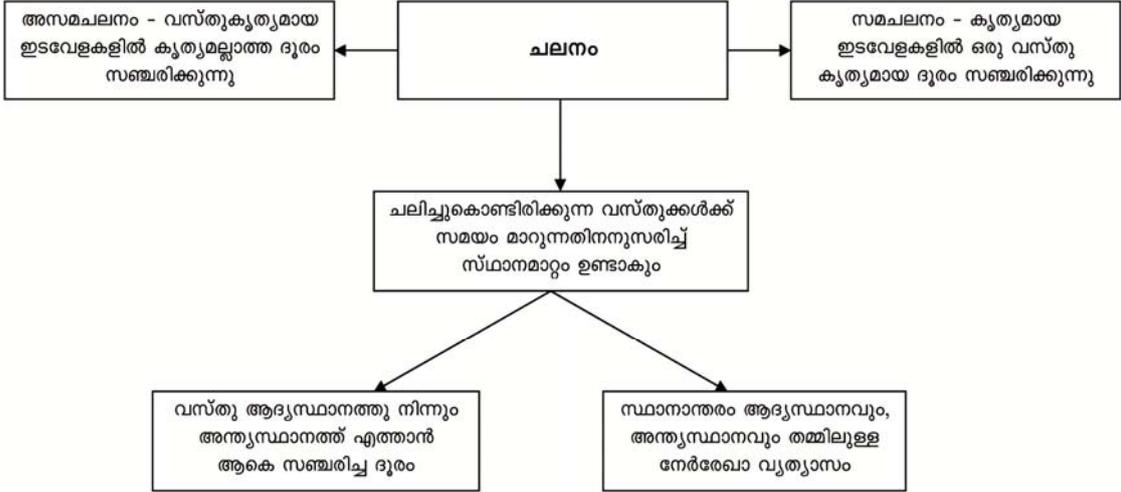 അസമചലനം - വസ്തുകൃത്യമായ
ഇടവേളകളിൽ കൃത്യമല്ലാത്ത ദൂരം
സഞ്ചരിക്കുന്നു
ചലനം
സമചലനം - കൃത്യമായ
ഇടവേളകളിൽ ഒരു വസ്തു
കൃത്യമായ ദൂരം സഞ്ചരിക്കുന്നു
ചലിച്ചുകൊണ്ടിരിക്കുന്ന വസ്തുക്കൾക്ക്
സമയം മാറുന്നതിനനുസരിച്ച്
സ്ഥാനമാറ്റം ഉണ്ടാകും
വസ്തു ആദ്യസ്ഥാനത്തു നിന്നും
അന്ത്യസ്ഥാനത്ത് എത്താൻ
ആകെ സഞ്ചരിച്ച ദൂരം
സ്ഥാനാന്തരം ആദ്യസ്ഥാനവും,
അന്ത്യസ്ഥാനവും തമ്മിലുള്ള
നേർരേഖാ വ്യത്യാസം